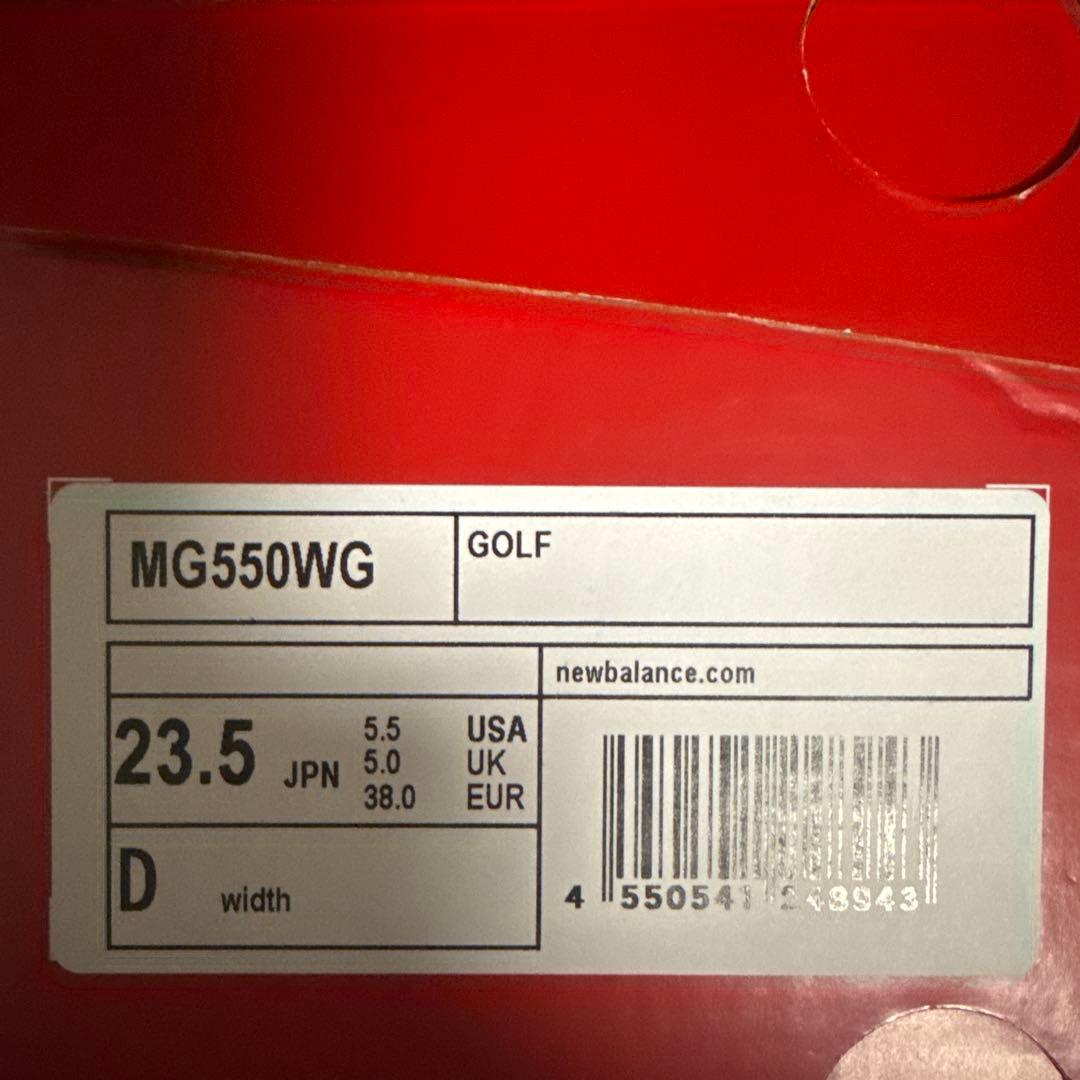 MG550WG
GOLF
newbalance.com
23.5 JPN
5.5 USA
5.0 UK
38.0 EUR
D width
4 550541 248943